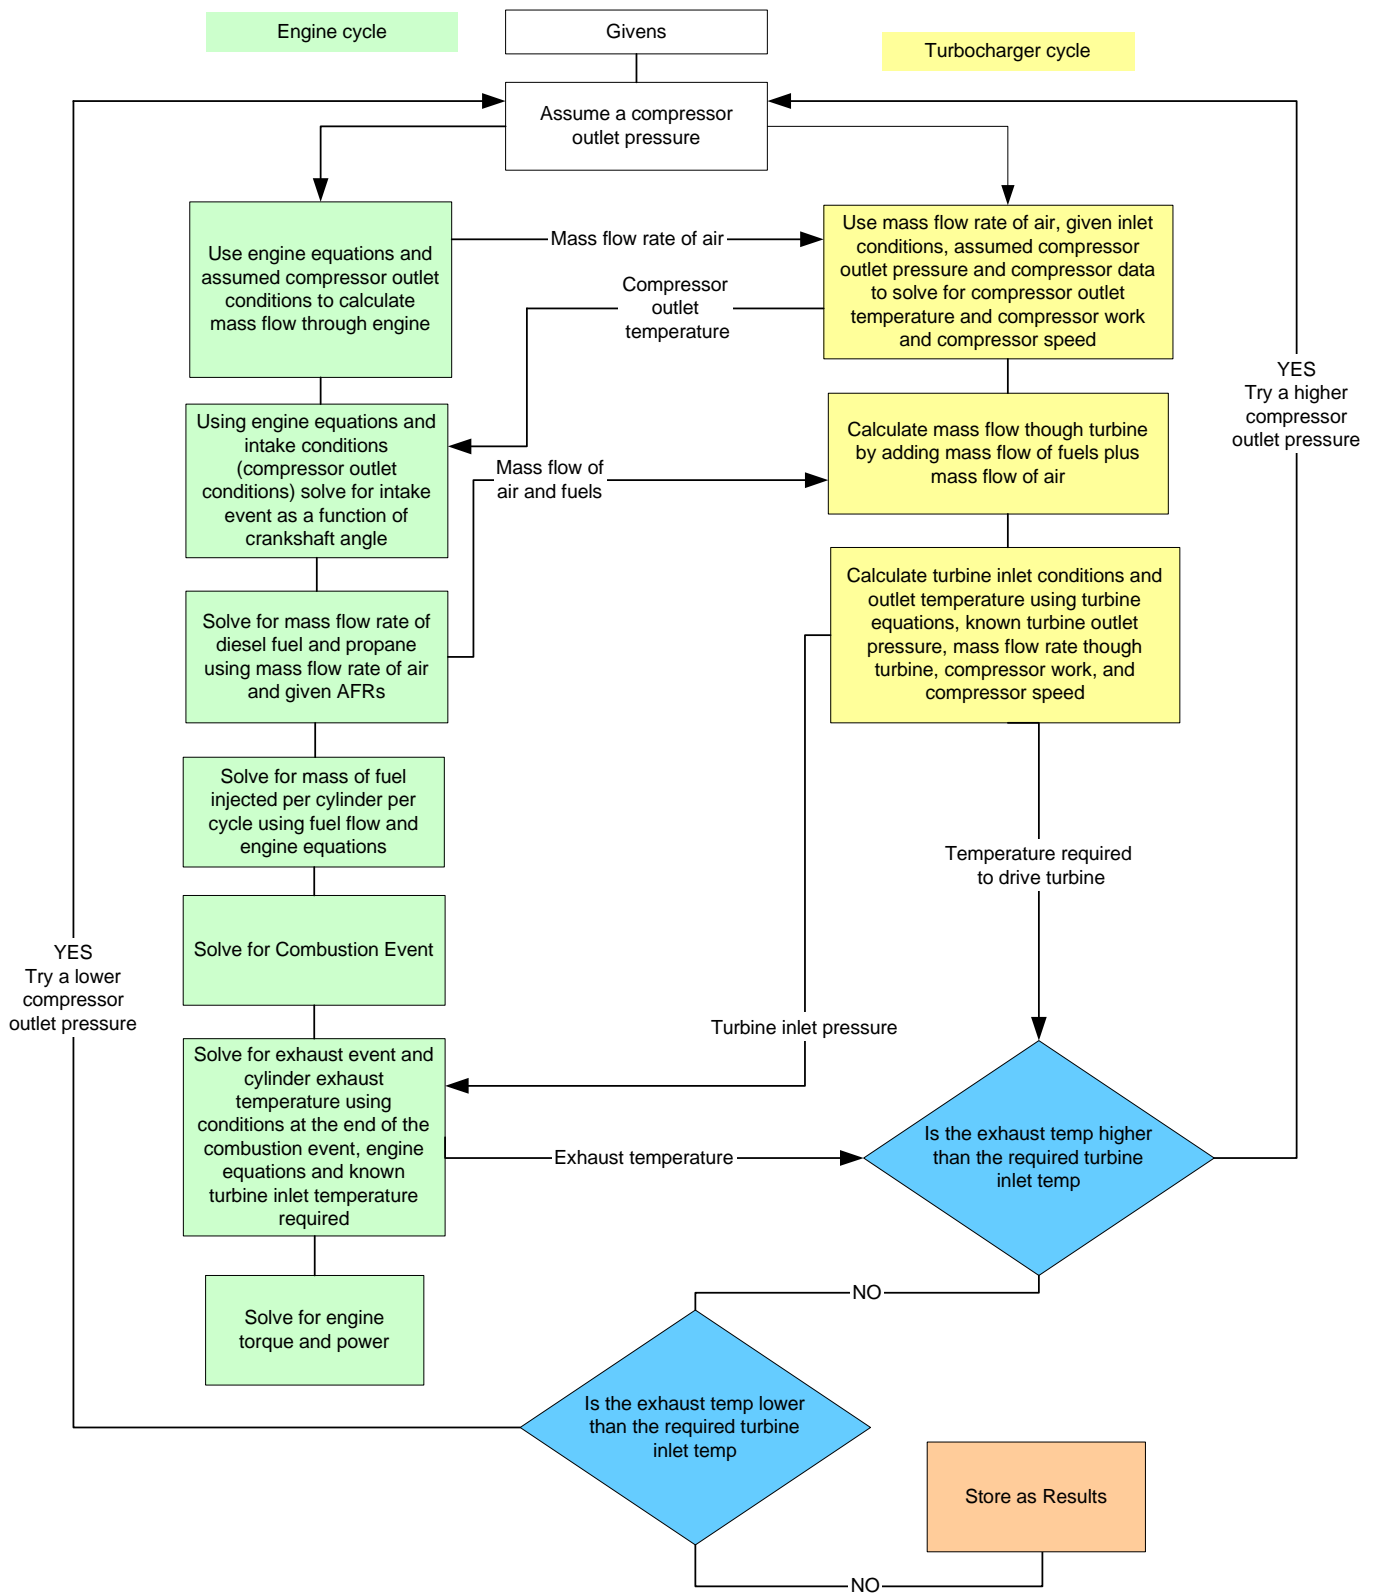 Engine cycle
Givens
Turbocharger cycle
Assume a compressor
outlet pressure
Use engine equations and
assumed compressor outlet
conditions to calculate
mass flow through engine
Mass flow rate of air
Use mass flow rate of air, given inlet
conditions, assumed compressor
outlet pressure and compressor data
to solve for compressor outlet
temperature and compressor work
and compressor speed
Compressor
outlet
temperature
YES
Try a higher
compressor
outlet pressure
Using engine equations and
intake conditions
(compressor outlet
conditions) solve for intake
event as a function of
crankshaft angle
Calculate mass flow though turbine
by adding mass flow of fuels plus
mass flow of air
Mass flow of
air and fuels
Solve for mass flow rate of
diesel fuel and propane
using mass flow rate of air
and given AFRs
Calculate turbine inlet conditions and
outlet temperature using turbine
equations, known turbine outlet
pressure, mass flow rate though
turbine, compressor work, and
compressor speed
Solve for mass of fuel
injected per cylinder per
cycle using fuel flow and
engine equations
Temperature required
to drive turbine
Solve for Combustion Event
YES
Try a lower
compressor
outlet pressure
Turbine inlet pressure
Solve for exhaust event and
cylinder exhaust
temperature using
conditions at the end of the
combustion event, engine
equations and known
turbine inlet temperature
required
Exhaust temperature
Is the exhaust temp higher
than the required turbine
inlet temp
NO
Solve for engine
torque and power
Is the exhaust temp lower
than the required turbine
inlet temp
Store as Results
NO